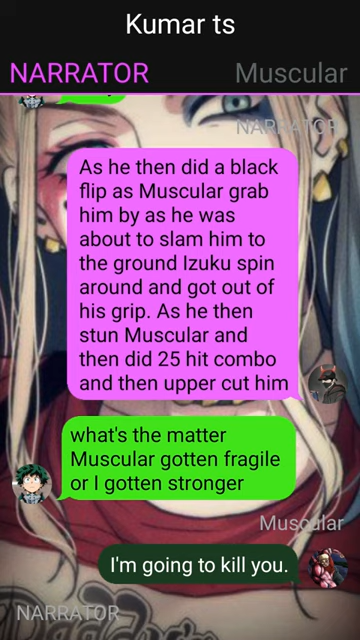 Kumar ts
NARRATOR Muscular
NARRATOR
As he then did a black
flip as Muscular grab
him by as he was
about to slam him to
the ground Izuku spin
around and got out of
his grip. As he then
stun Muscular and
then did 25 hit combo
and then upper cut him
what's the matter
Muscular gotten fragile
or I gotten stronger
Muscular
I'm going to kill you.
NARRATOR